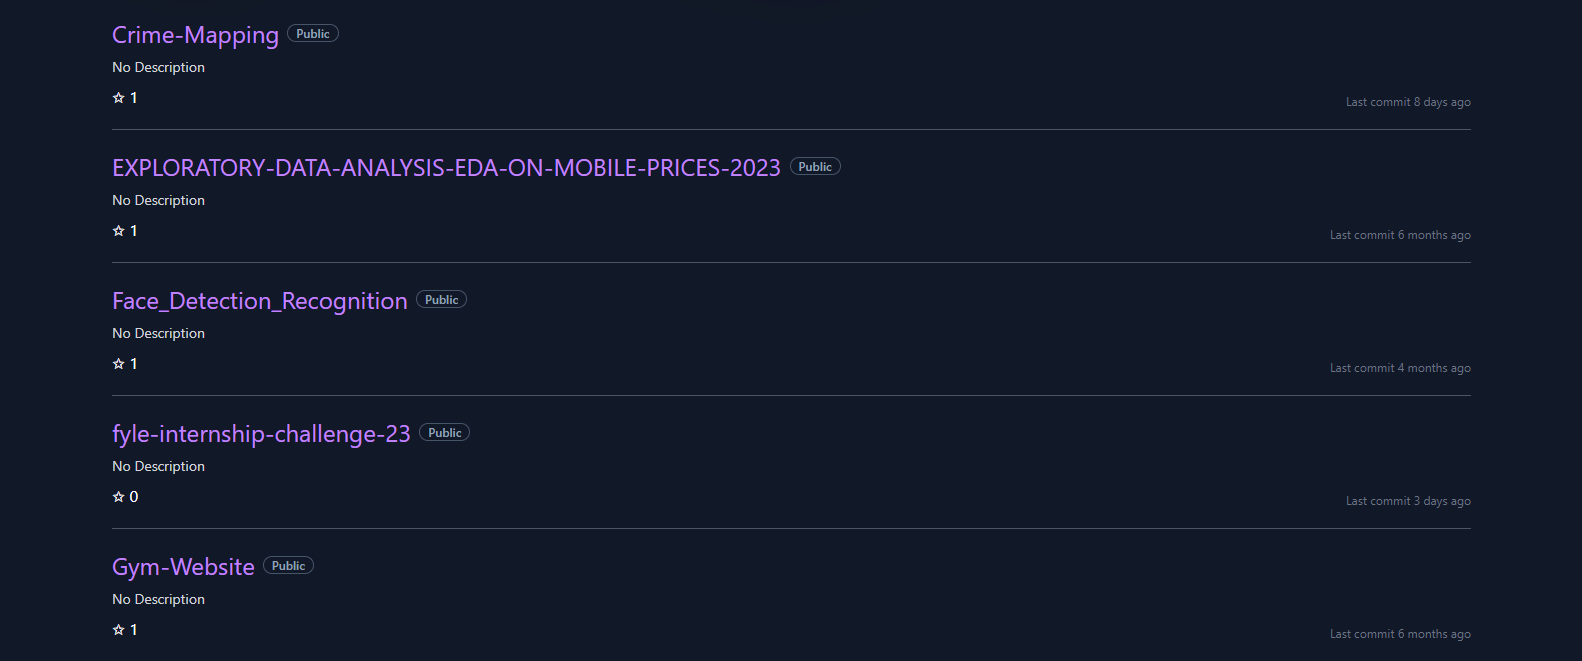 Crime-Mapping Public
No Description
1
Last commit 8 days ago
EXPLORATORY-DATA-ANALYSIS-EDA-ON-MOBILE-PRICES-2023 Public
No Description
1
Last commit 6 months ago
Face_Detection_Recognition Public
No Description
1
Last commit 4 months ago
fyle-internship-challenge-23 Public
No Description
0
Last commit 3 days ago
Gym-Website Public
No Description
1
Last commit 6 months ago